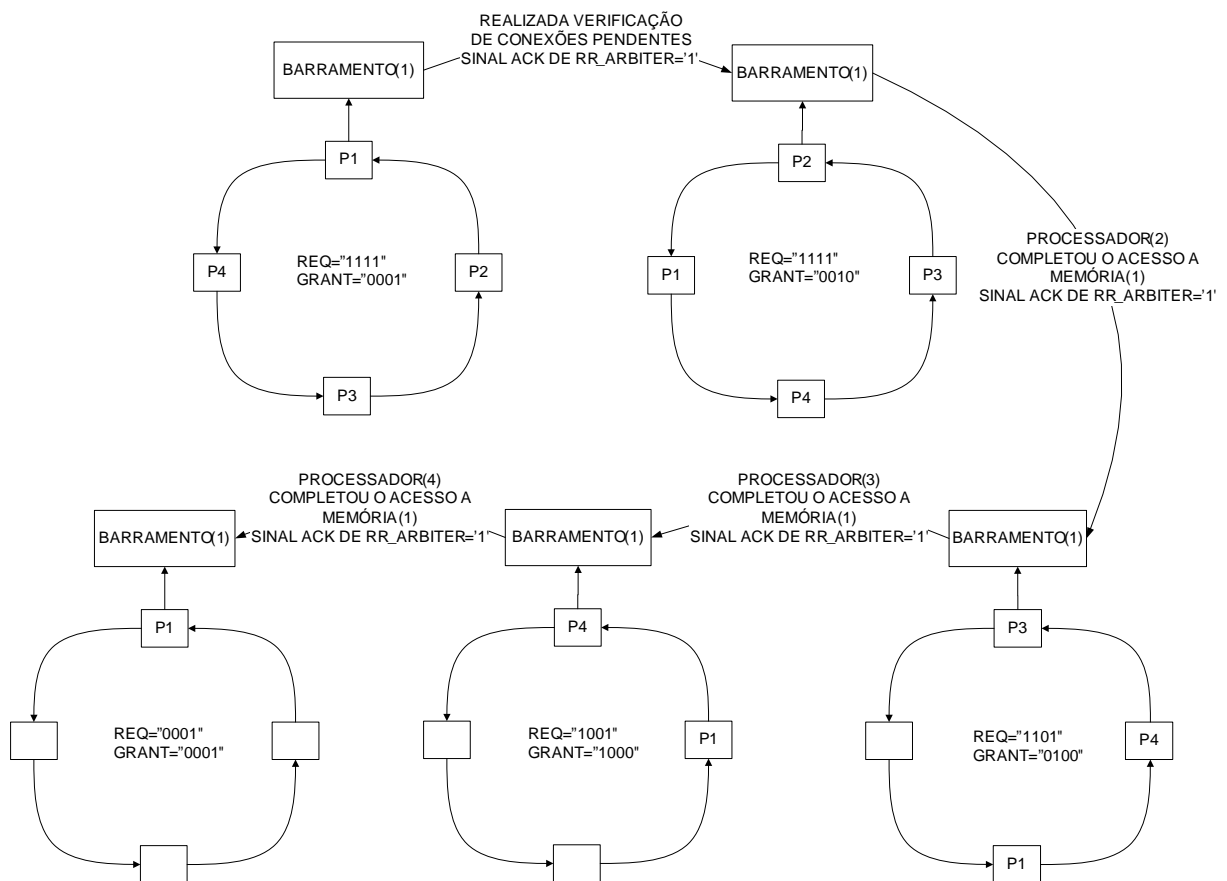 REALIZADA VERIFICAÇÃO
DE CONEXÕES PENDENTES
SINAL ACK DE RR_ARBITER='1'
BARRAMENTO(1)
BARRAMENTO(1)
P1
P4
REQ="1111"
GRANT="0001"
P2
P3
P2
P1
REQ="1111"
GRANT="0010"
P3
P4
PROCESSADOR(2)
COMPLETOU O ACESSO A
MEMÓRIA(1)
SINAL ACK DE RR_ARBITER='1'
PROCESSADOR(4)
COMPLETOU O ACESSO A
MEMÓRIA(1)
SINAL ACK DE RR_ARBITER='1'
PROCESSADOR(3)
COMPLETOU O ACESSO A
MEMÓRIA(1)
SINAL ACK DE RR_ARBITER='1'
BARRAMENTO(1)
BARRAMENTO(1)
BARRAMENTO(1)
P1
REQ="0001"
GRANT="0001"
P4
REQ="1001"
GRANT="1000"
P1
P3
REQ="1101"
GRANT="0100"
P4
P1